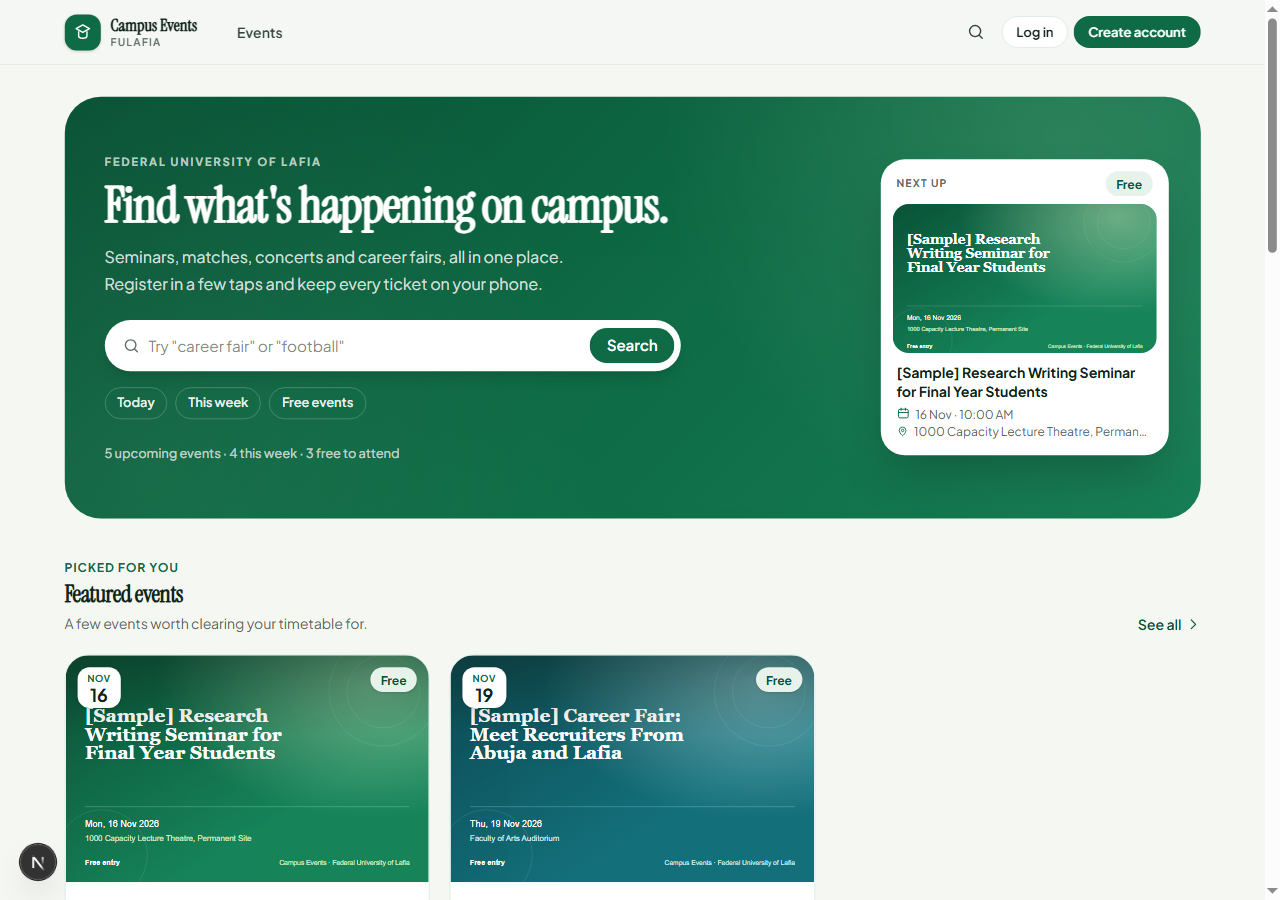 Campus Events
FULAFIA
Events
Log in
Create account
FEDERAL UNIVERSITY OF LAFIA
Find what's happening on campus.
Seminars, matches, concerts and career fairs, all in one place.
Register in a few taps and keep every ticket on your phone.
Try "career fair" or "football"
Search
Today
This week
Free events
5 upcoming events · 4 this week · 3 free to attend
NEXT UP
Free
[Sample] Research
Writing Seminar for
Final Year Students
Mon, 16 Nov 2026
1000 Capacity Lecture Theatre, Permanent Site
Free entry
Campus Events · Federal University of Lafia
[Sample] Research Writing Seminar
for Final Year Students
16 Nov · 10:00 AM
1000 Capacity Lecture Theatre, Perman...
PICKED FOR YOU
Featured events
A few events worth clearing your timetable for.
See all
NOV
16
Free
[Sample] Research
Writing Seminar for
Final Year Students
Mon, 16 Nov 2026
1000 Capacity Lecture Theatre, Permanent Site
Free entry
Campus Events · Federal University of Lafia
NOV
19
Free
[Sample] Career Fair:
Meet Recruiters From
Abuja and Lafia
Thu, 19 Nov 2026
Faculty of Arts Auditorium
Free entry
Campus Events · Federal University of Lafia
N